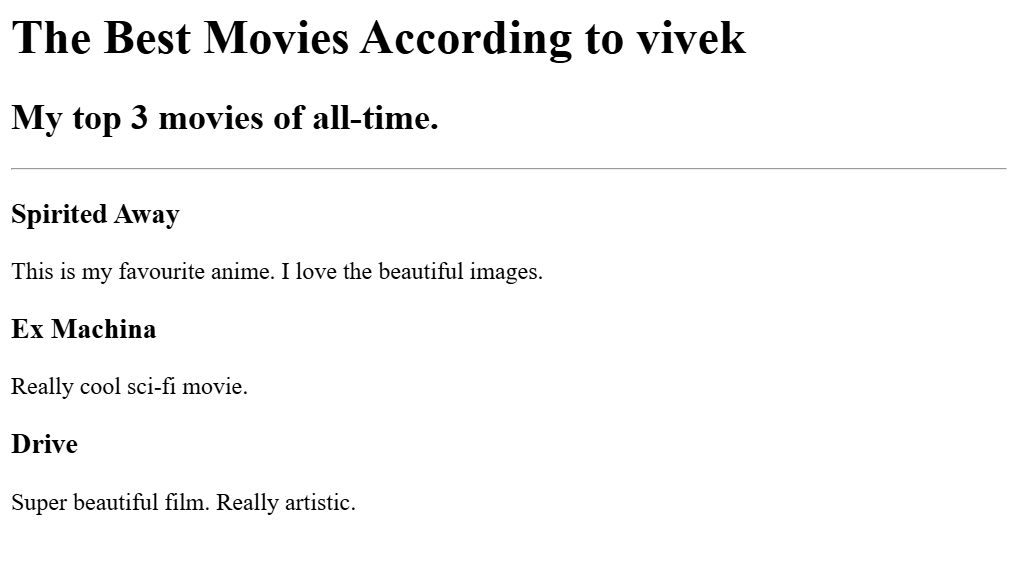 The Best Movies According to vivek
My top 3 movies of all-time.
Spirited Away
This is my favourite anime. I love the beautiful images.
Ex Machina
Really cool sci-fi movie.
Drive
Super beautiful film. Really artistic.